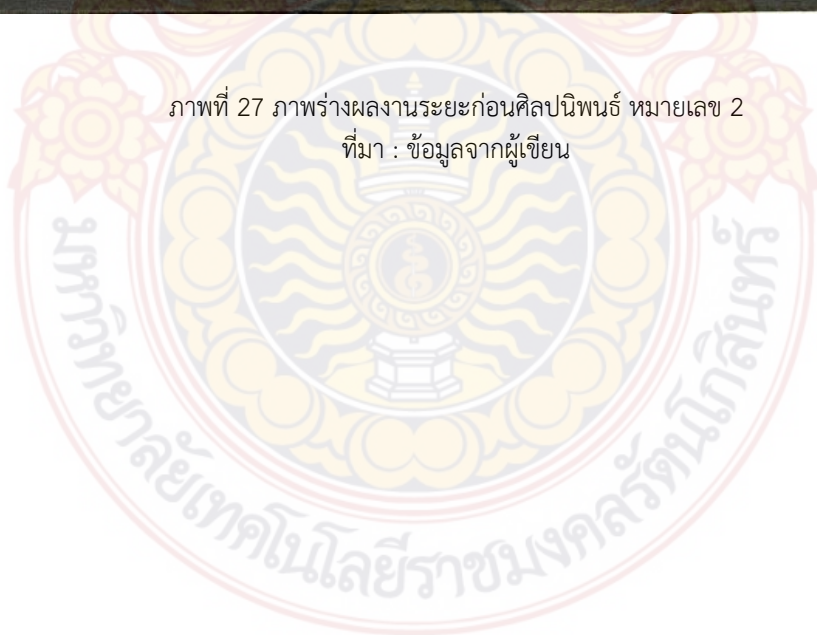 ภาพที่ 27 ภาพร่างผลงานระยะก่อนศิลปนิพนธ์ หมายเลข 2
ที่มา : ข้อมูลจากผู้เขียน
มหาวิทยาลัยเทคโนโลยีราชมงคลรัตนโกสินทร์